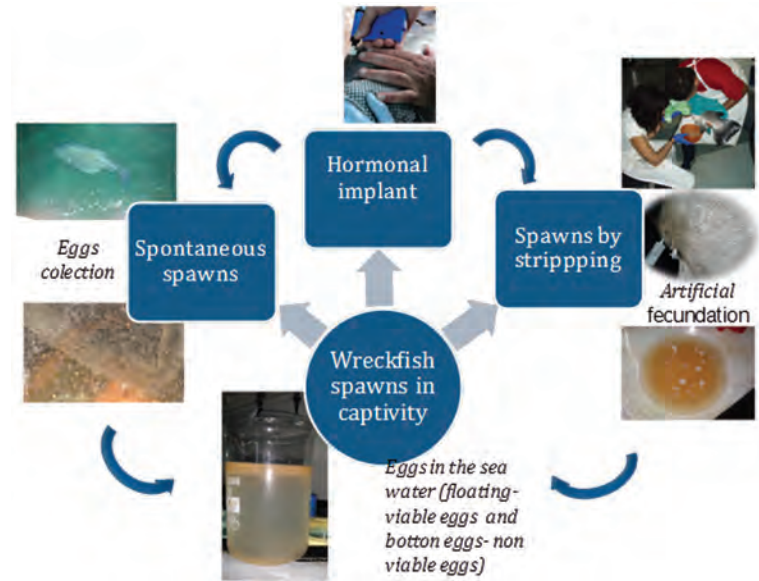 Hormonal
implant
Spontaneous
spawns
Eggs
colection
Spawns by
strippping
Artificial
fecundation
Wreckfish
spawns in
captivity
Eggs in the sea
water (floating-
viable eggs and
botton eggs- non
viable eggs)